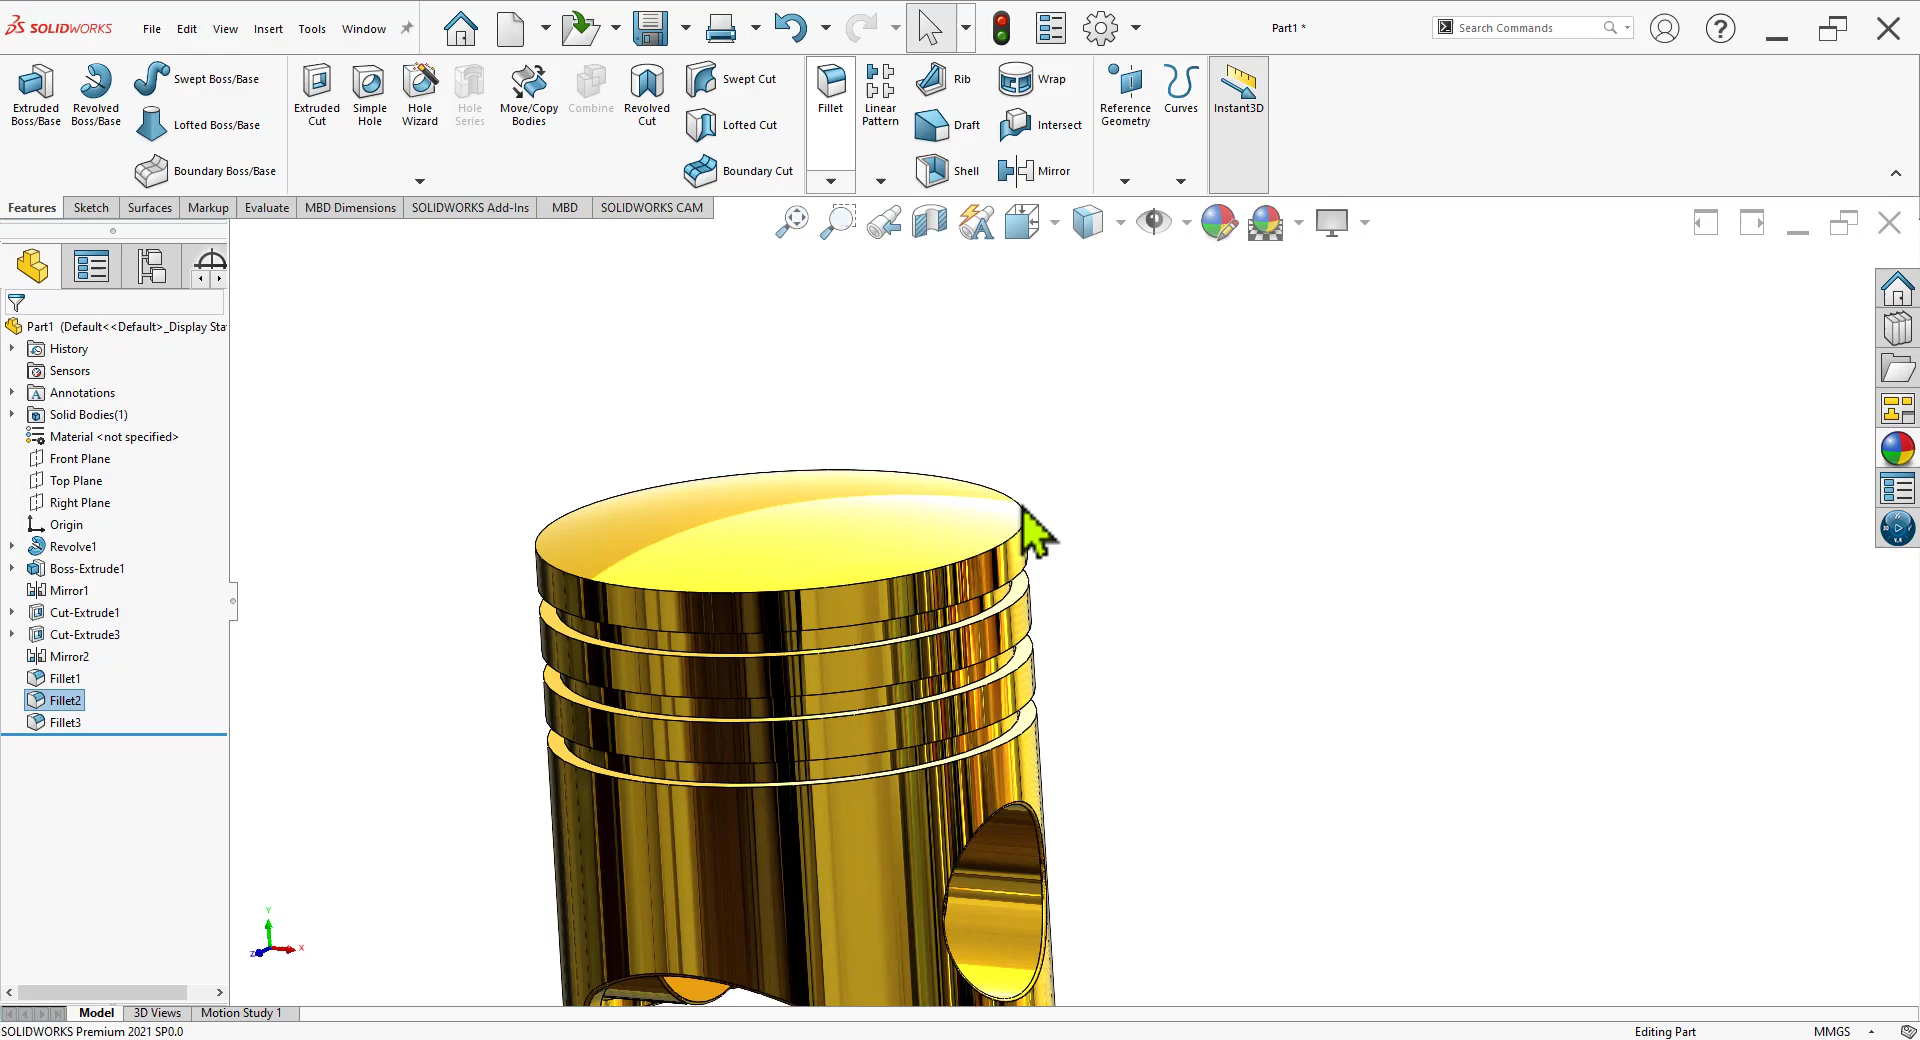 SOLIDWORKS
File Edit View Insert Tools Window
Part1 *
Search Commands
Extruded Boss/Base
Revolved Boss/Base
Swept Boss/Base
Lofted Boss/Base
Boundary Boss/Base
Extruded Cut
Simple Hole
Hole Wizard
Hole Series
Move/Copy Bodies
Combine
Revolved Cut
Swept Cut
Lofted Cut
Boundary Cut
Fillet
Linear Pattern
Rib
Draft
Shell
Wrap
Intersect
Mirror
Reference Geometry
Curves
Instant3D
Features Sketch Surfaces Markup Evaluate MBD Dimensions SOLIDWORKS Add-Ins MBD SOLIDWORKS CAM
Part1 (Default<<Default>_Display Sta
History
Sensors
Annotations
Solid Bodies(1)
Material <not specified>
Front Plane
Top Plane
Right Plane
Origin
Revolve1
Boss-Extrude1
Mirror1
Cut-Extrude1
Cut-Extrude3
Mirror2
Fillet1
Fillet2
Fillet3
Y
X
Z
Model 3D Views Motion Study 1
SOLIDWORKS Premium 2021 SP0.0
Editing Part
MMGS